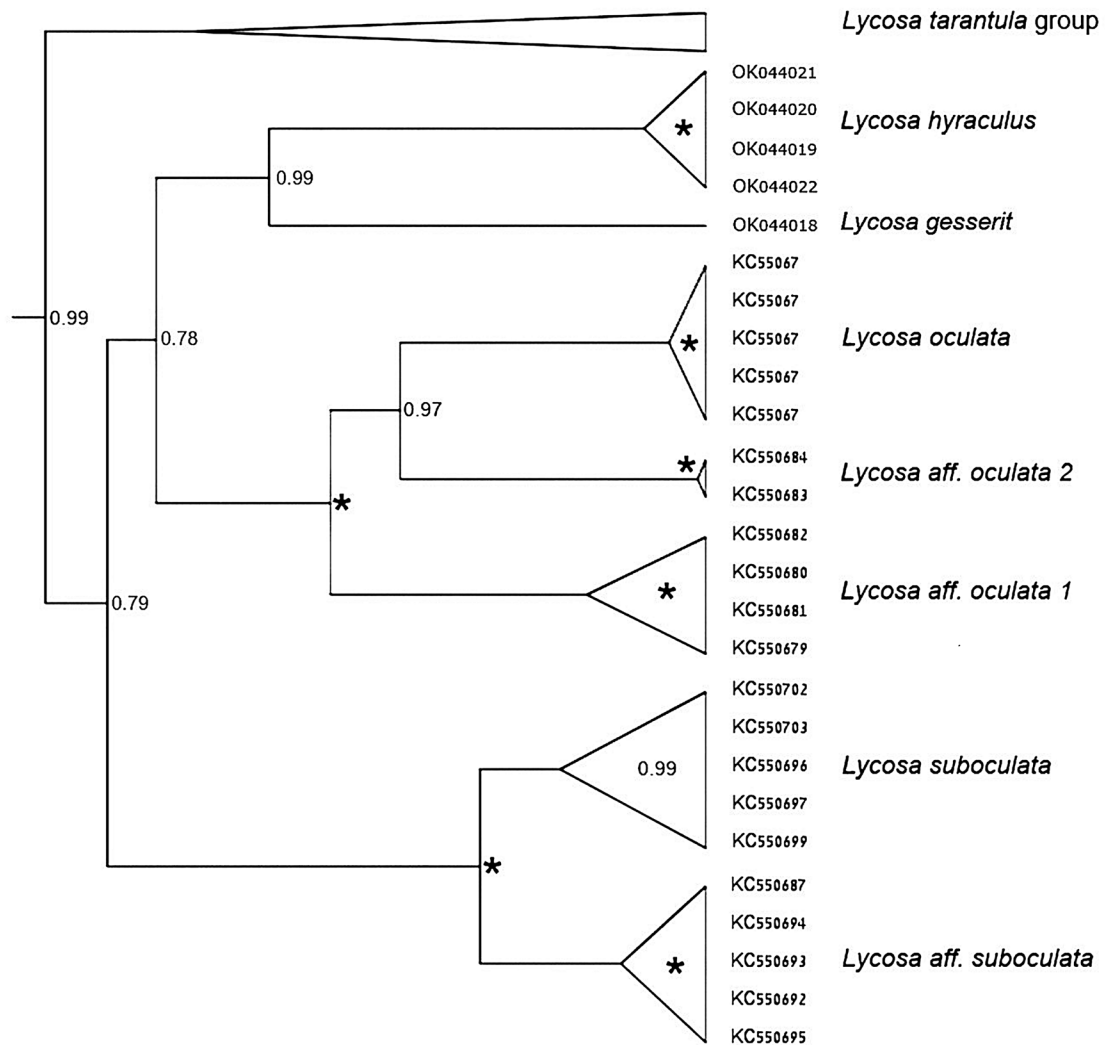 Lycosa tarantula group
OK044021
OK044020
Lycosa hyraculus
OK044019
OK044022
0.99
OK044018
Lycosa gesserit
KC55067
KC55067
0.99
0.78
KC55067
Lycosa oculata
KC55067
KC55067
0.97
KC550684
Lycosa aff. oculata 2
KC550683
KC550682
KC550680
Lycosa aff. oculata 1
0.79
KC550681
KC550679
KC550702
KC550703
0.99
KC550696
Lycosa suboculata
KC550697
KC550699
KC550687
KC550694
KC550693
Lycosa aff. suboculata
KC550692
KC550695